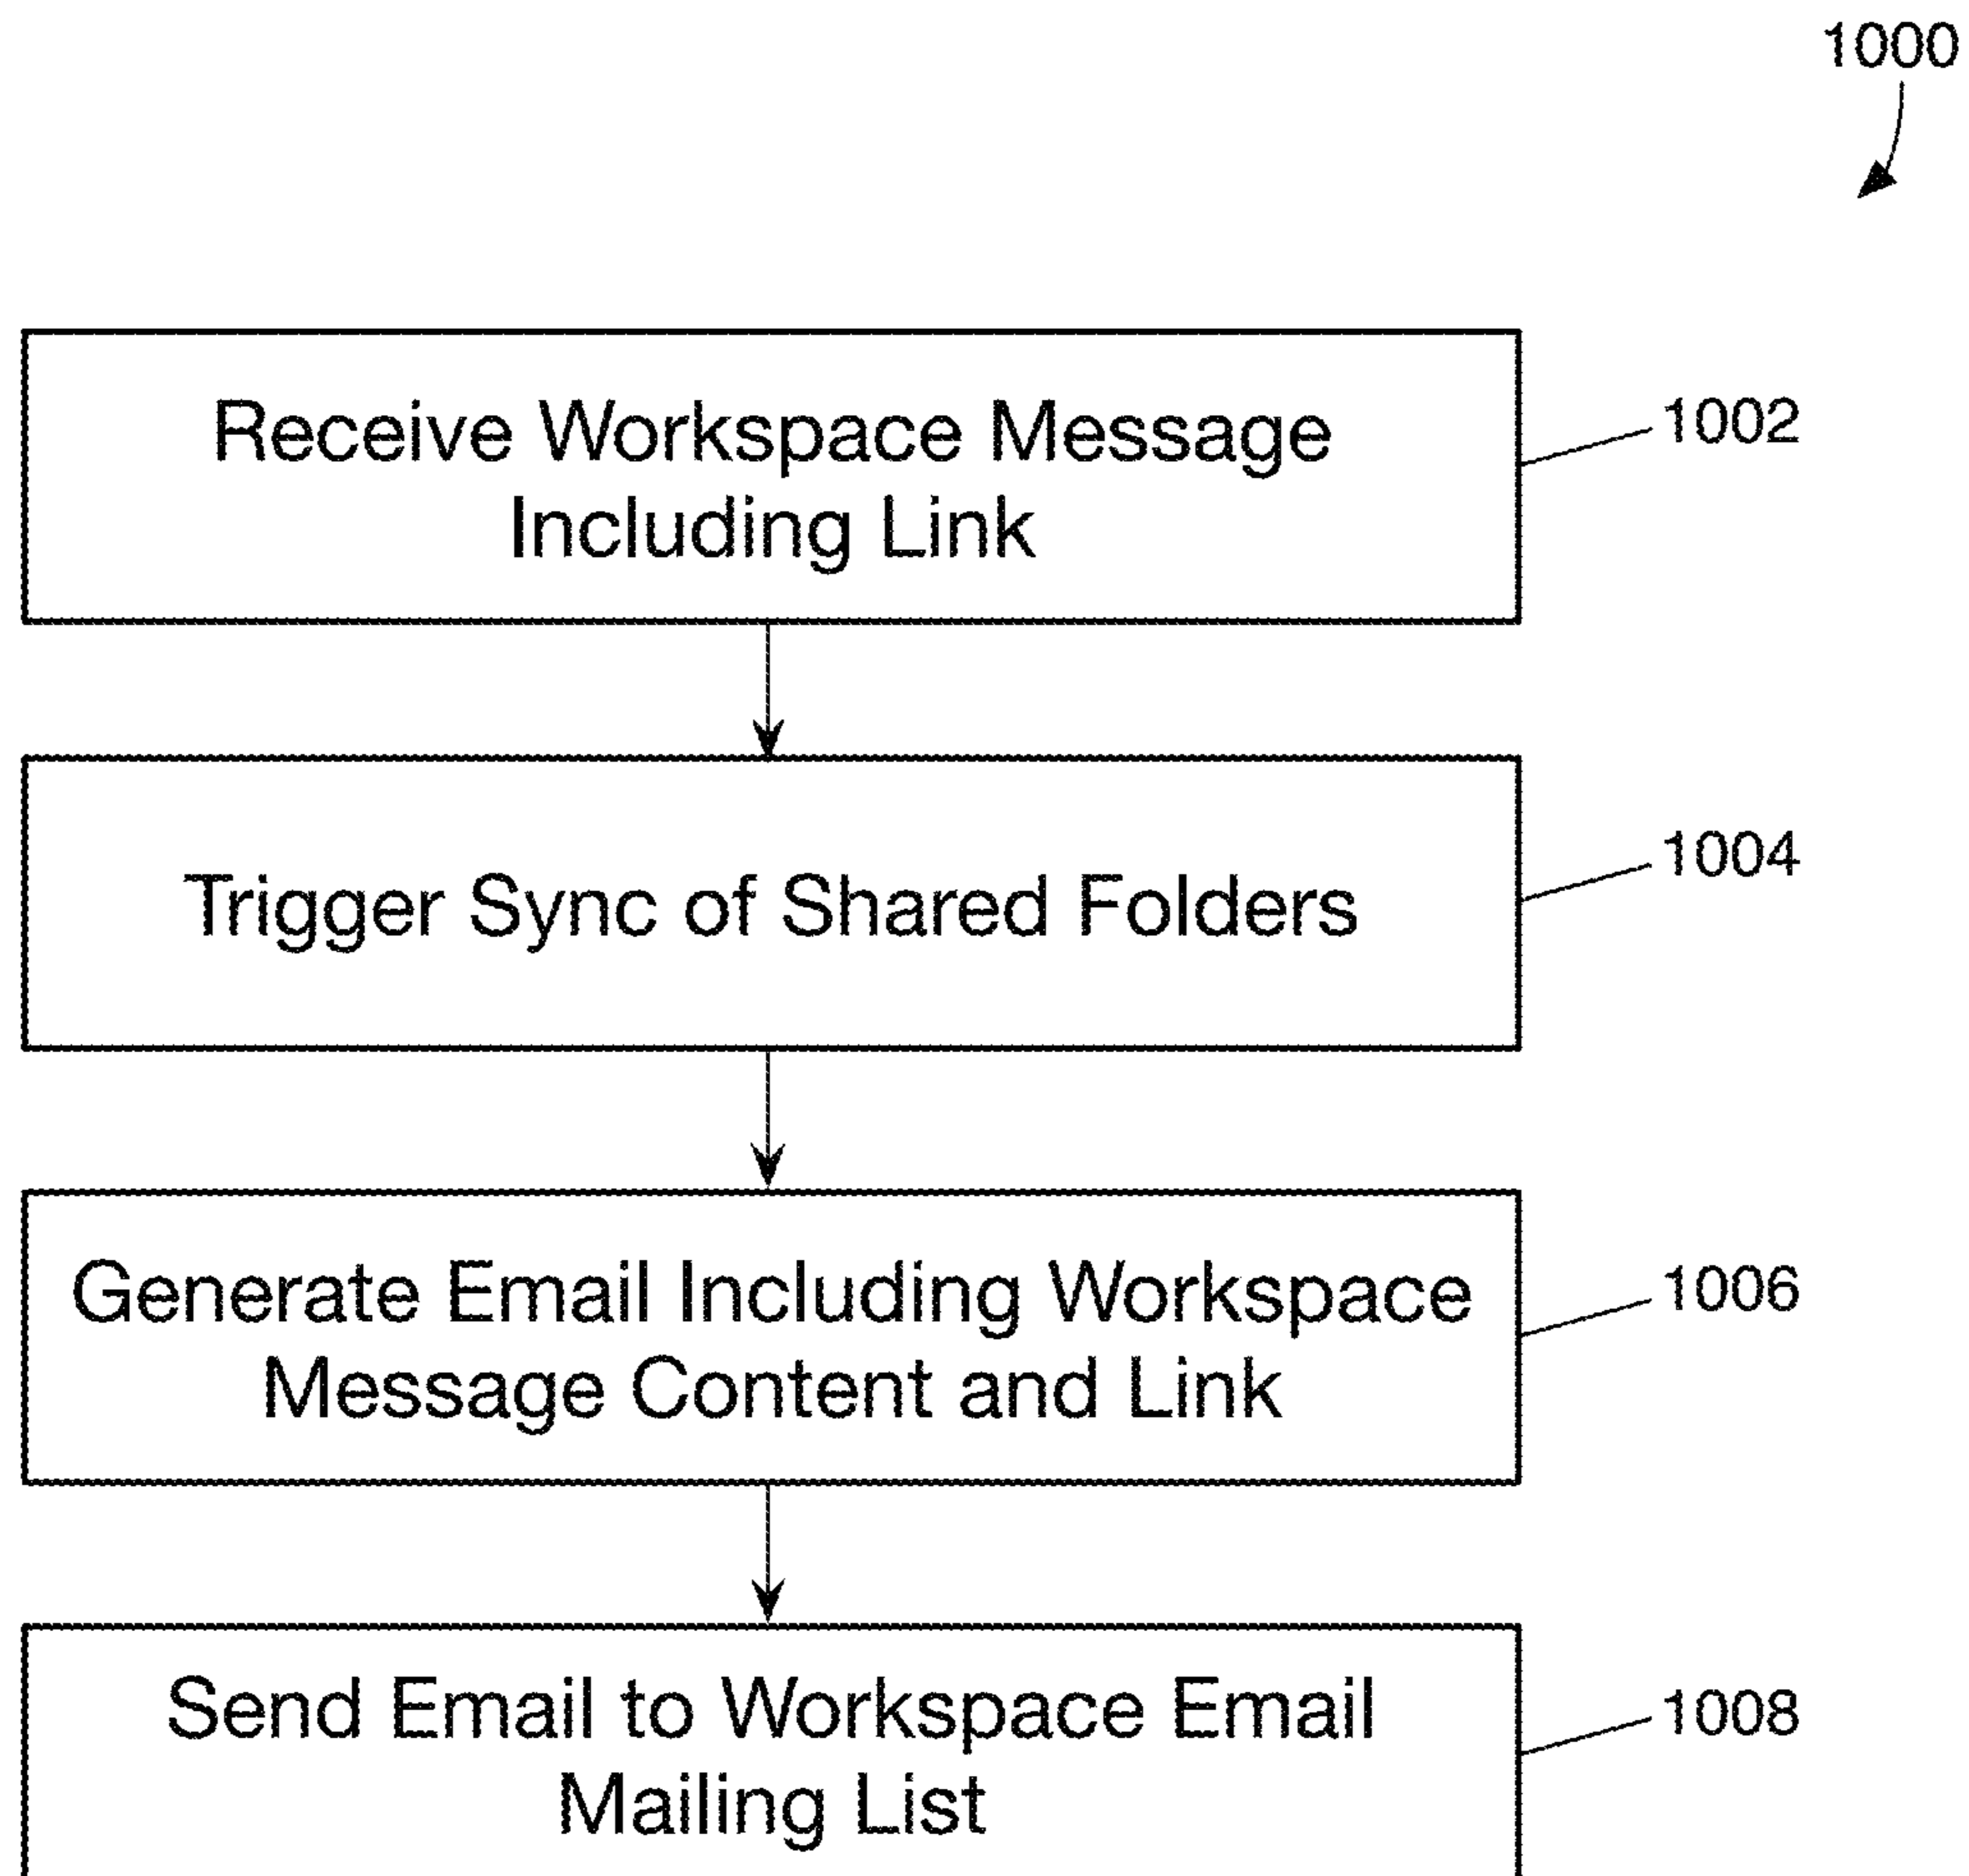 1000
Receive Workspace Message
Including Link
1002
Trigger Sync of Shared Folders
1004
Generate Email Including Workspace
Message Content and Link
1006
Send Email to Workspace Email
Mailing List
1008